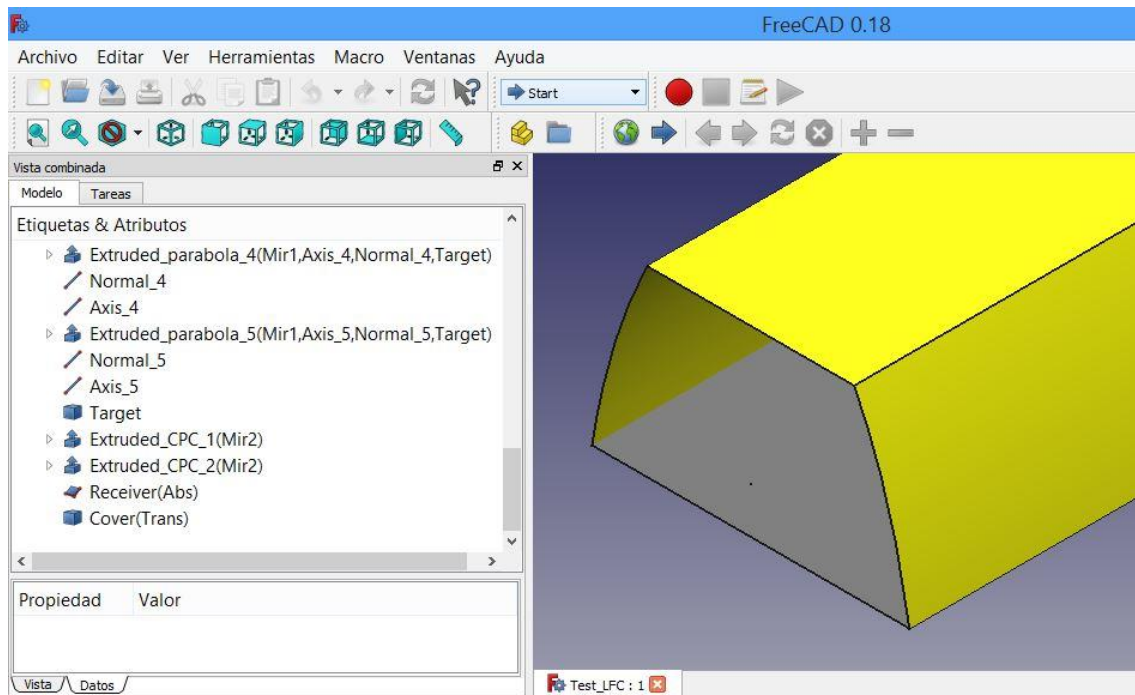 FreeCAD 0.18
Archivo Editar Ver Herramientas Macro Ventanas Ayuda
Start
Vista combinada
Modelo Tareas
Etiquetas & Atributos
Extruded_parabola_4(Mir1,Axis_4,Normal_4,Target)
Normal_4
Axis_4
Extruded_parabola_5(Mir1,Axis_5,Normal_5,Target)
Normal_5
Axis_5
Target
Extruded_CPC_1(Mir2)
Extruded_CPC_2(Mir2)
Receiver(Abs)
Cover(Trans)
Propiedad Valor
Vista Datos
Test_LFC : 1